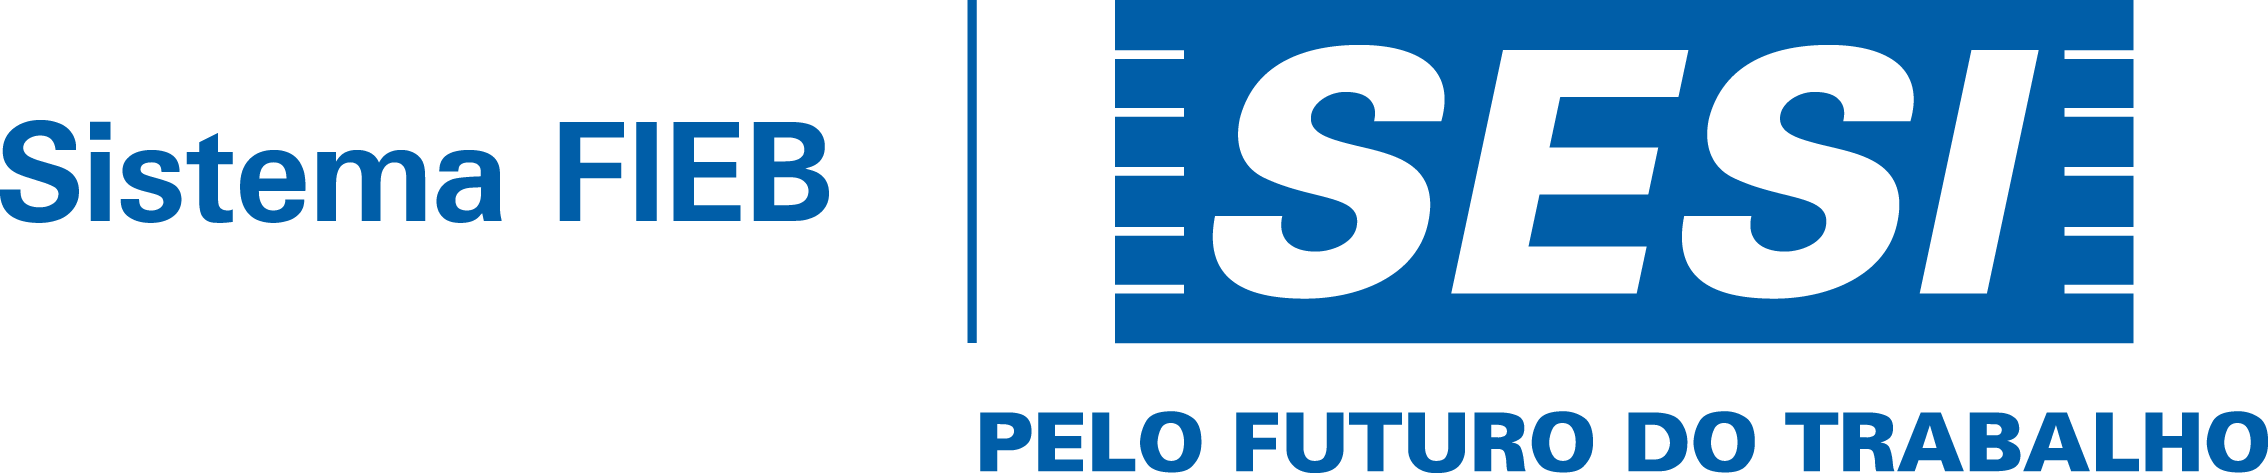 Sistema FIEB
SESI
PELO FUTURO DO TRABALHO